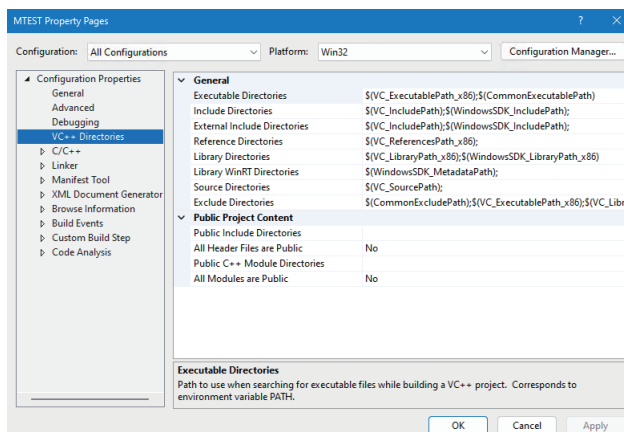 MTEST Property Pages
? ×
Configuration: All Configurations Platform: Win32 Configuration Manager...
Configuration Properties
General
Advanced
Debugging
VC++ Directories
C/C++
Linker
Manifest Tool
XML Document Generator
Browse Information
Build Events
Custom Build Step
Code Analysis
General
Executable Directories $(VC_ExecutablePath_x86);$(CommonExecutablePath)
Include Directories $(VC_IncludePath);$(WindowsSDK_IncludePath);
External Include Directories $(VC_IncludePath);$(WindowsSDK_IncludePath);
Reference Directories $(VC_ReferencesPath_x86);
Library Directories $(VC_LibraryPath_x86);$(WindowsSDK_LibraryPath_x86)
Library WinRT Directories $(WindowsSDK_MetadataPath);
Source Directories $(VC_SourcePath);
Exclude Directories $(CommonExcludePath);$(VC_ExecutablePath_x86);$(VC_Libr
Public Project Content
Public Include Directories
All Header Files are Public No
Public C++ Module Directories
All Modules are Public No
Executable Directories
Path to use when searching for executable files while building a VC++ project.  Corresponds to
environment variable PATH.
OK Cancel Apply